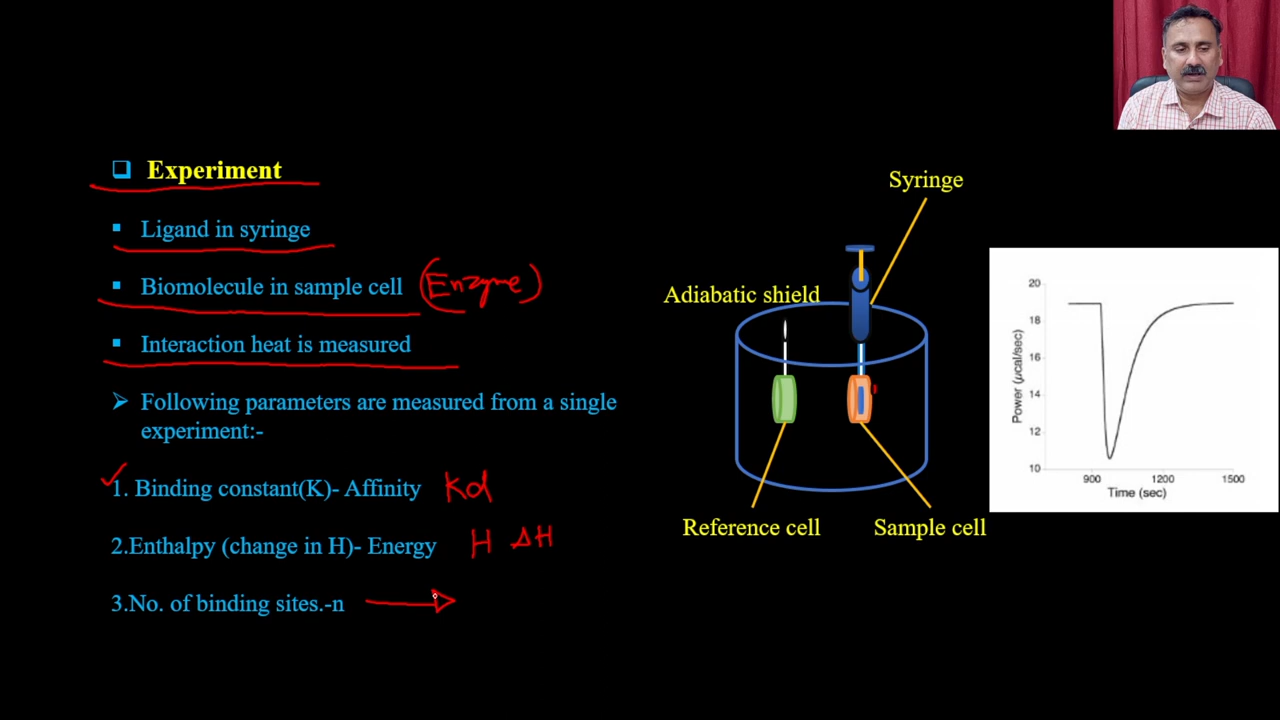 Experiment
Ligand in syringe
Biomolecule in sample cell (Enzyme)
Interaction heat is measured
Following parameters are measured from a single
experiment:-
1. Binding constant(K)- Affinity Kd
2.Enthalpy (change in H)- Energy H ΔH
3.No. of binding sites.-n
Syringe
Adiabatic shield
Reference cell
Sample cell
Power (μcal/sec)
20
18
16
14
12
10
900 1200 1500
Time (sec)